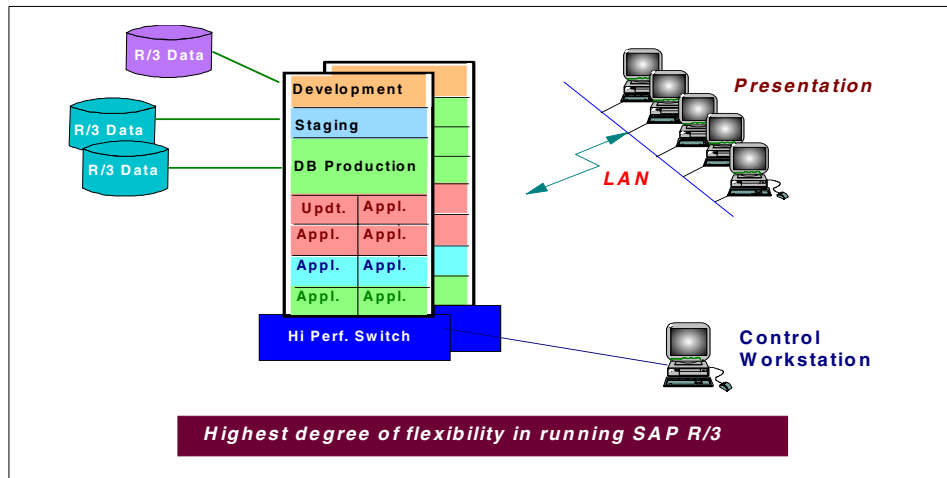 R/3 Data
R/3 Data
R/3 Data
Development
Staging
DB Production
Updt. Appl.
Appl. Appl.
Appl. Appl.
Appl. Appl.
Hi Perf. Switch
Presentation
LAN
Control
Workstation
Highest degree of flexibility in running SAP R/3